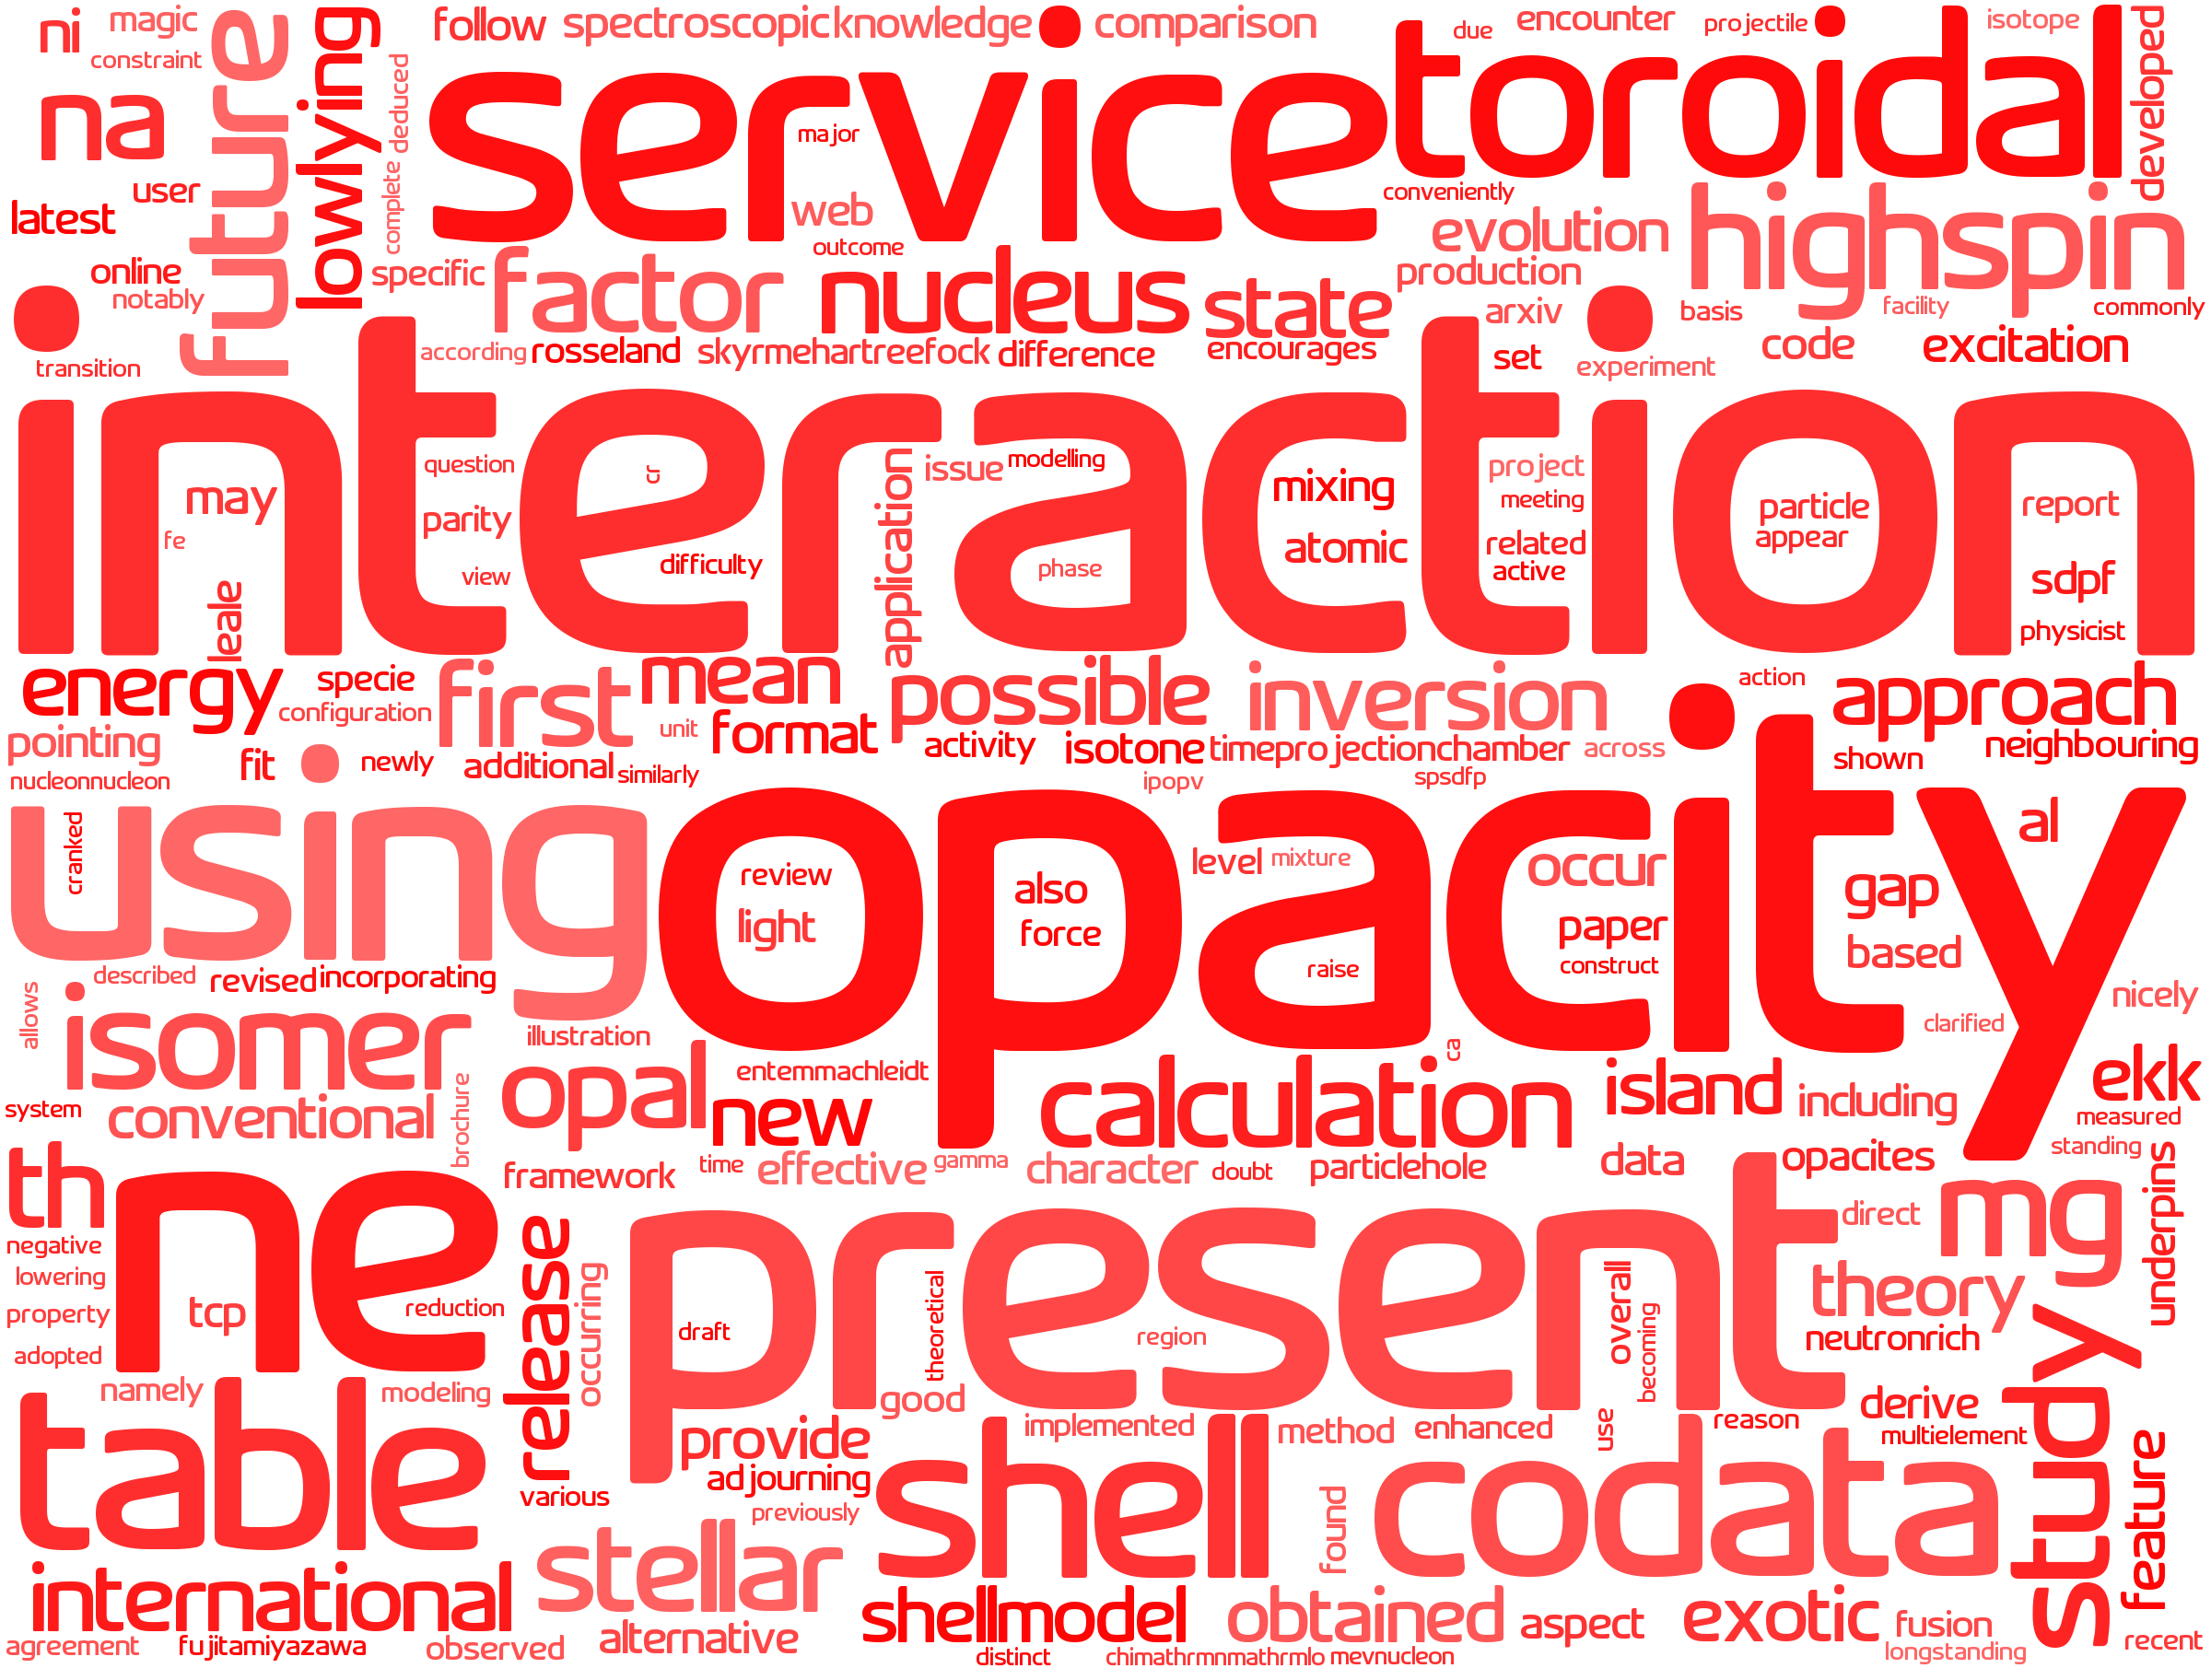 ni magic constraint
na
user
latest
online
notably
transition
future
lowlying
deduced
complete
follow spectroscopic knowledge comparison
service
major
web
outcome
specific
factor
nucleus
according rosseland skyrmehartreefock difference
due encounter projectile isotope
toroidal
developed
conveniently
evolution
production
highspin
state
encourages
arxiv
set
experiment
basis
code
facility
commonly
excitation
interaction
may
fe
leale
question
parity
view
cr
difficulty
application
issue modelling
phase
mixing
atomic
project
meeting
related
active
particle
appear
report
sdpf
physicist
energy
pointing
nucleonnucleon
specie
configuration
fit
newly
first
additional
similarly
mean
unit
format
possible
activity
isotone
ipopv
inversion
timeprojectionchamber
across
spsdfp
action
approach
shown
neighbouring
using
cranked
opacity
review
light
also
force
level mixture
raise
occur
paper
construct
gap
based
al
nicely
clarified
described revised incorporating
allows
isomer
illustration
system
conventional
brochure
opal
entemmachleidt
new
calculation
ca
island
including
ekk
measured
standing
framework
time effective gamma character doubt particlehole
data
opacites
th
ne
negative
lowering
property
adopted
tcp
reduction
namely
modeling
release
occurring
various
present
draft
theoretical
region
good
overall
becoming
direct
mg
theory
neutronrich
underpins
table
provide
adjourning
previously
implemented
method
enhanced
use
reason
derive
multielement
study
feature
shell
found
codata
international
agreement fujitamiyazawa observed
stellar
alternative
shellmodel
distinct
obtained
chimathrmnmathrmlo mevnucleon
aspect
exotic
fusion
longstanding
recent